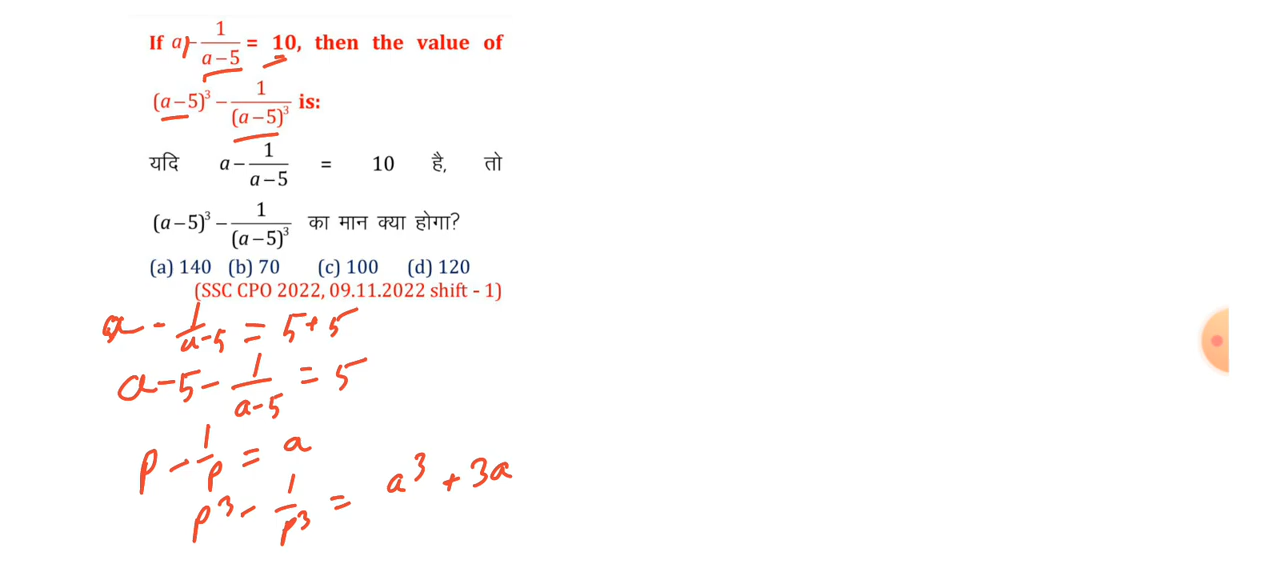 If a - 1/(a-5) = 10, then the value of
(a-5)³ - 1/(a-5)³ is:
यदि a - 1/(a-5) = 10 है, तो
(a-5)³ - 1/(a-5)³ का मान क्या होगा?
(a) 140 (b) 70 (c) 100 (d) 120
(SSC CPO 2022, 09.11.2022 shift - 1)
a - 1/(a-5) = 5+5
a-5 - 1/(a-5) = 5
p - 1/p = a
p³ - 1/p³ = a³ + 3a